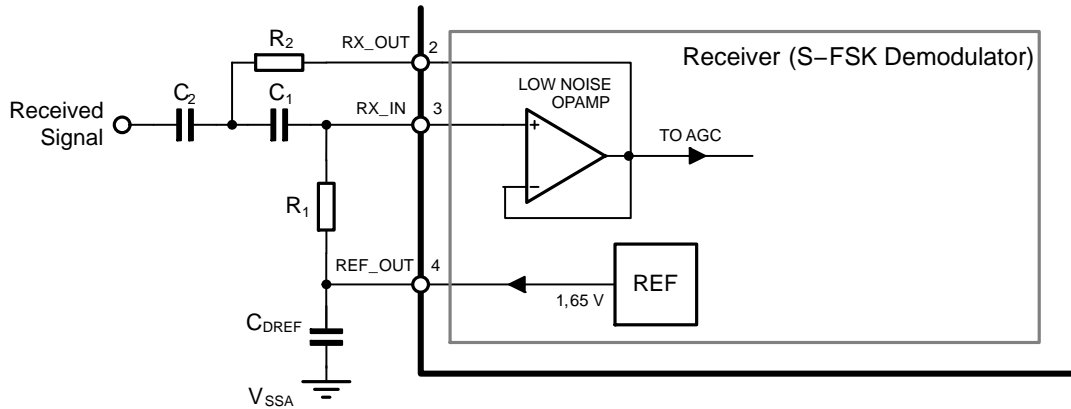 R2 RX_OUT 2
Receiver (S−FSK Demodulator)
C2 C1 RX_IN 3
LOW NOISE
OPAMP
Received
Signal
+
−
TO AGC
R1
REF_OUT 4
REF
1,65 V
CDREF
VSSA